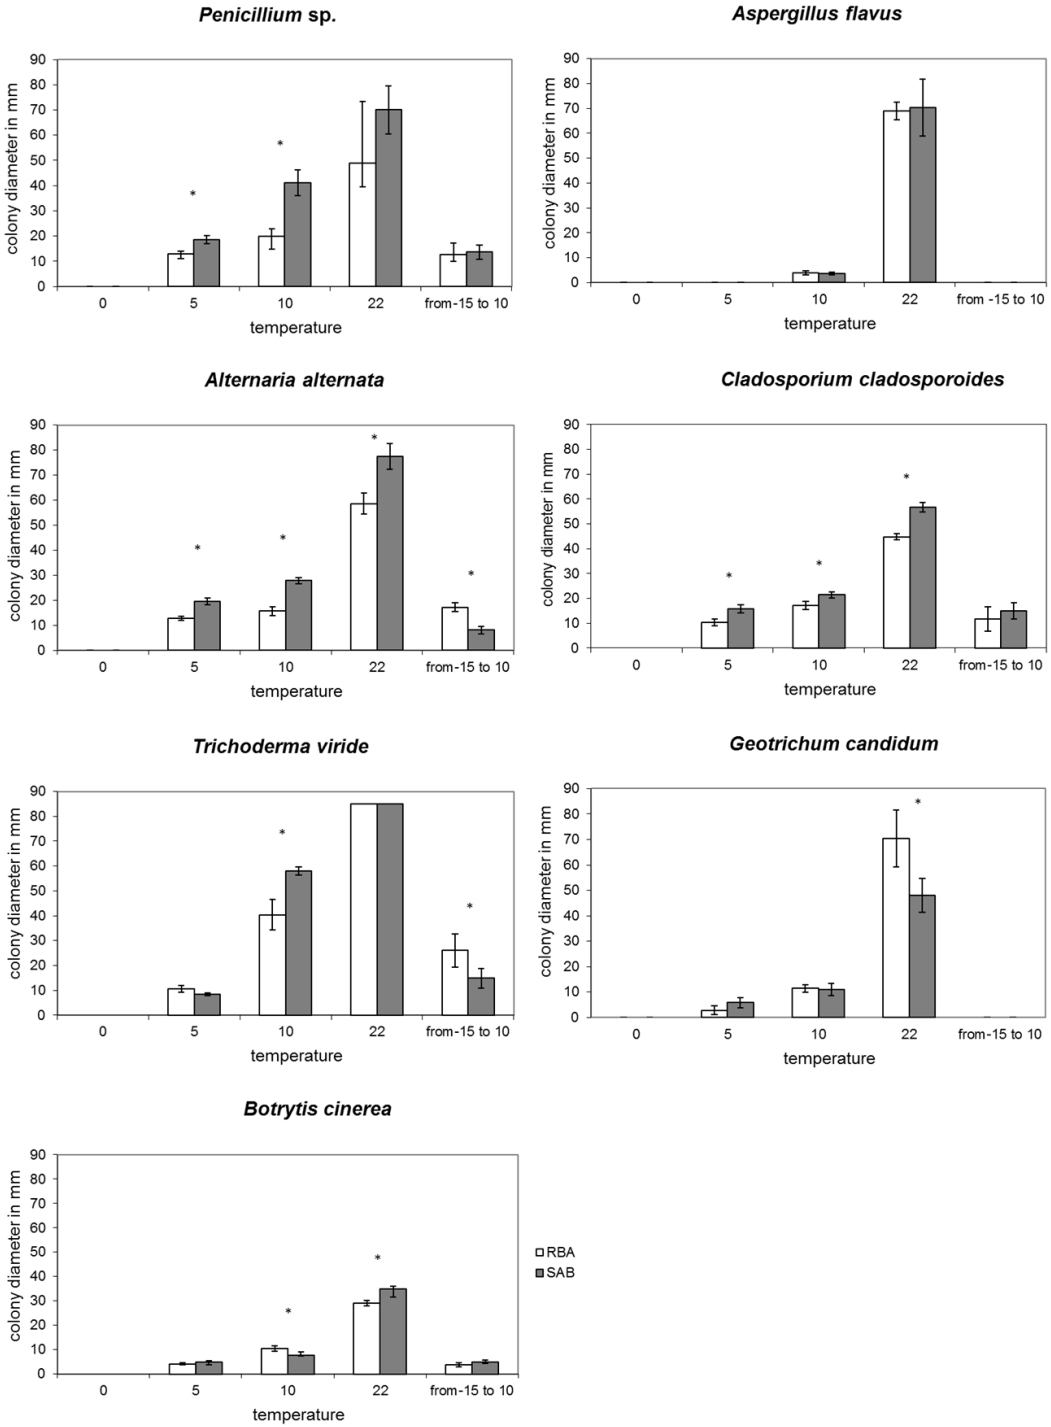 Penicillium sp.
colony diameter in mm
90
80
70
60
50
40
30
20
10
0
*
*
0 5 10 22 from-15 to 10
temperature
Aspergillus flavus
colony diameter in mm
90
80
70
60
50
40
30
20
10
0
0 5 10 22 from -15 to 10
temperature
Alternaria alternata
colony diameter in mm
90
80
70
60
50
40
30
20
10
0
*
*
*
*
0 5 10 22 from-15 to 10
temperature
Cladosporium cladosporoides
colony diameter in mm
90
80
70
60
50
40
30
20
10
0
*
*
*
0 5 10 22 from-15 to 10
temperature
Trichoderma viride
colony diameter in mm
90
80
70
60
50
40
30
20
10
0
*
*
0 5 10 22 from-15 to 10
temperature
Geotrichum candidum
colony diameter in mm
90
80
70
60
50
40
30
20
10
0
*
0 5 10 22 from-15 to 10
temperature
Botrytis cinerea
colony diameter in mm
90
80
70
60
50
40
30
20
10
0
*
*
0 5 10 22 from-15 to 10
temperature
RBA
SAB